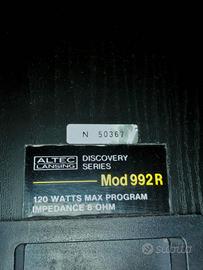 N 50367
ALTEC
LANSING
DISCOVERY
SERIES
Mod 992R
120 WATTS MAX PROGRAM
IMPEDANCE 8 OHM
subito